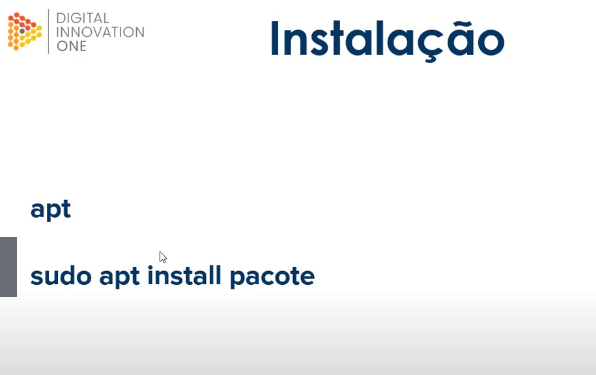 DIGITAL
INNOVATION
ONE
Instalação
apt
sudo apt install pacote